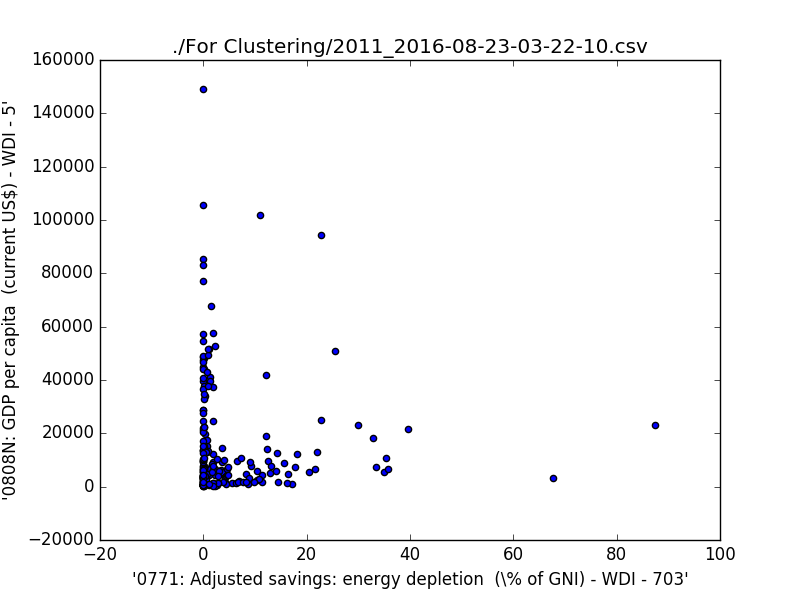 ./For Clustering/2011_2016-08-23-03-22-10.csv
160000
140000
120000
100000
80000
60000
40000
20000
0
−20000
'0808N: GDP per capita  (current US$) - WDI - 5'
−20 0 20 40 60 80 100
'0771: Adjusted savings: energy depletion  (\% of GNI) - WDI - 703'